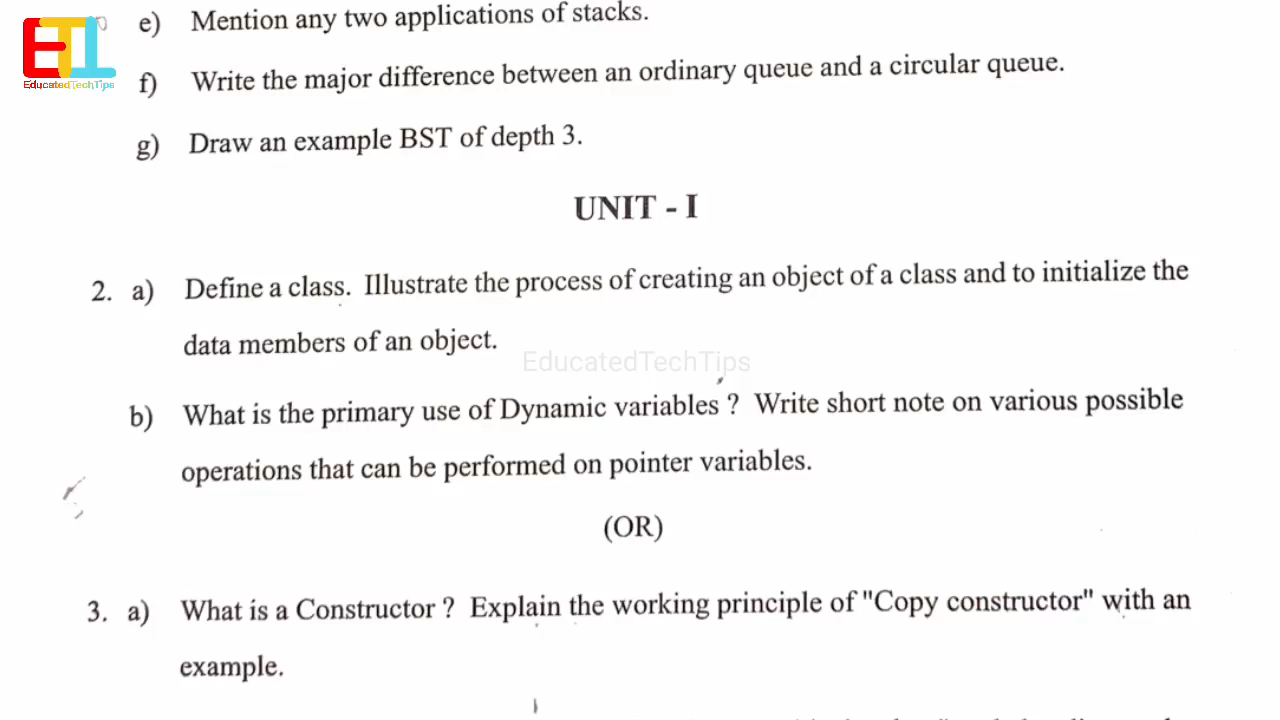 ETT
EducatedTechTips
e) Mention any two applications of stacks.
f) Write the major difference between an ordinary queue and a circular queue.
g) Draw an example BST of depth 3.
UNIT - I
2. a) Define a class. Illustrate the process of creating an object of a class and to initialize the
data members of an object.
EducatedTechTips
b) What is the primary use of Dynamic variables ? Write short note on various possible
operations that can be performed on pointer variables.
(OR)
3. a) What is a Constructor ? Explain the working principle of "Copy constructor" with an
example.